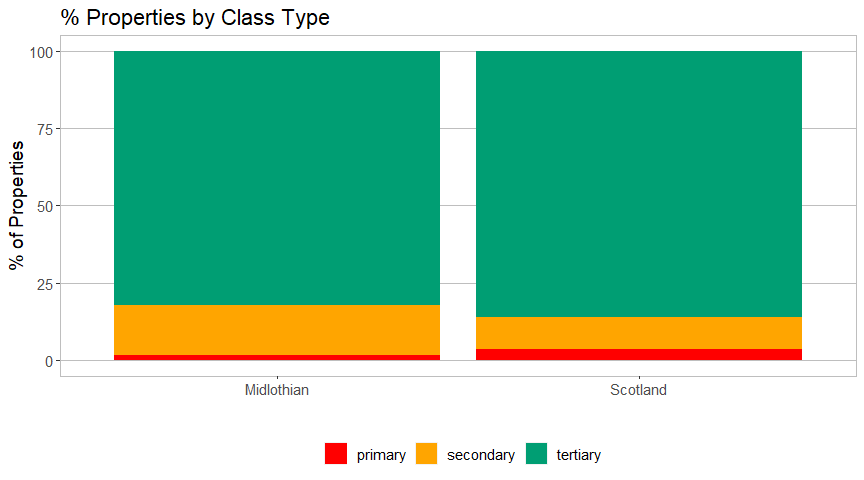 % Properties by Class Type
% of Properties
100
75
50
25
0
Midlothian Scotland
primary secondary tertiary